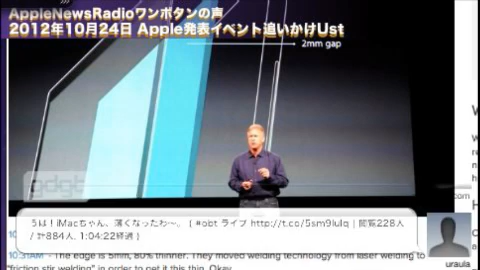 AppleNewsRadioワンボタンの声
2012年10月24日 Apple発表イベント追いかけUst
2mm gap
gdgt
うは！iMacちゃん、薄くなったわ〜。 ( #obt ライブ http://t.co/5sm9lulq | 閲覧228人
/ 計884人, 1:04:22経過 )
10:31AM - The edge is 5mm, 80% thinner. They moved welding technology from laser welding to
"friction stir welding" in order to get it this thin. Okay
uraula